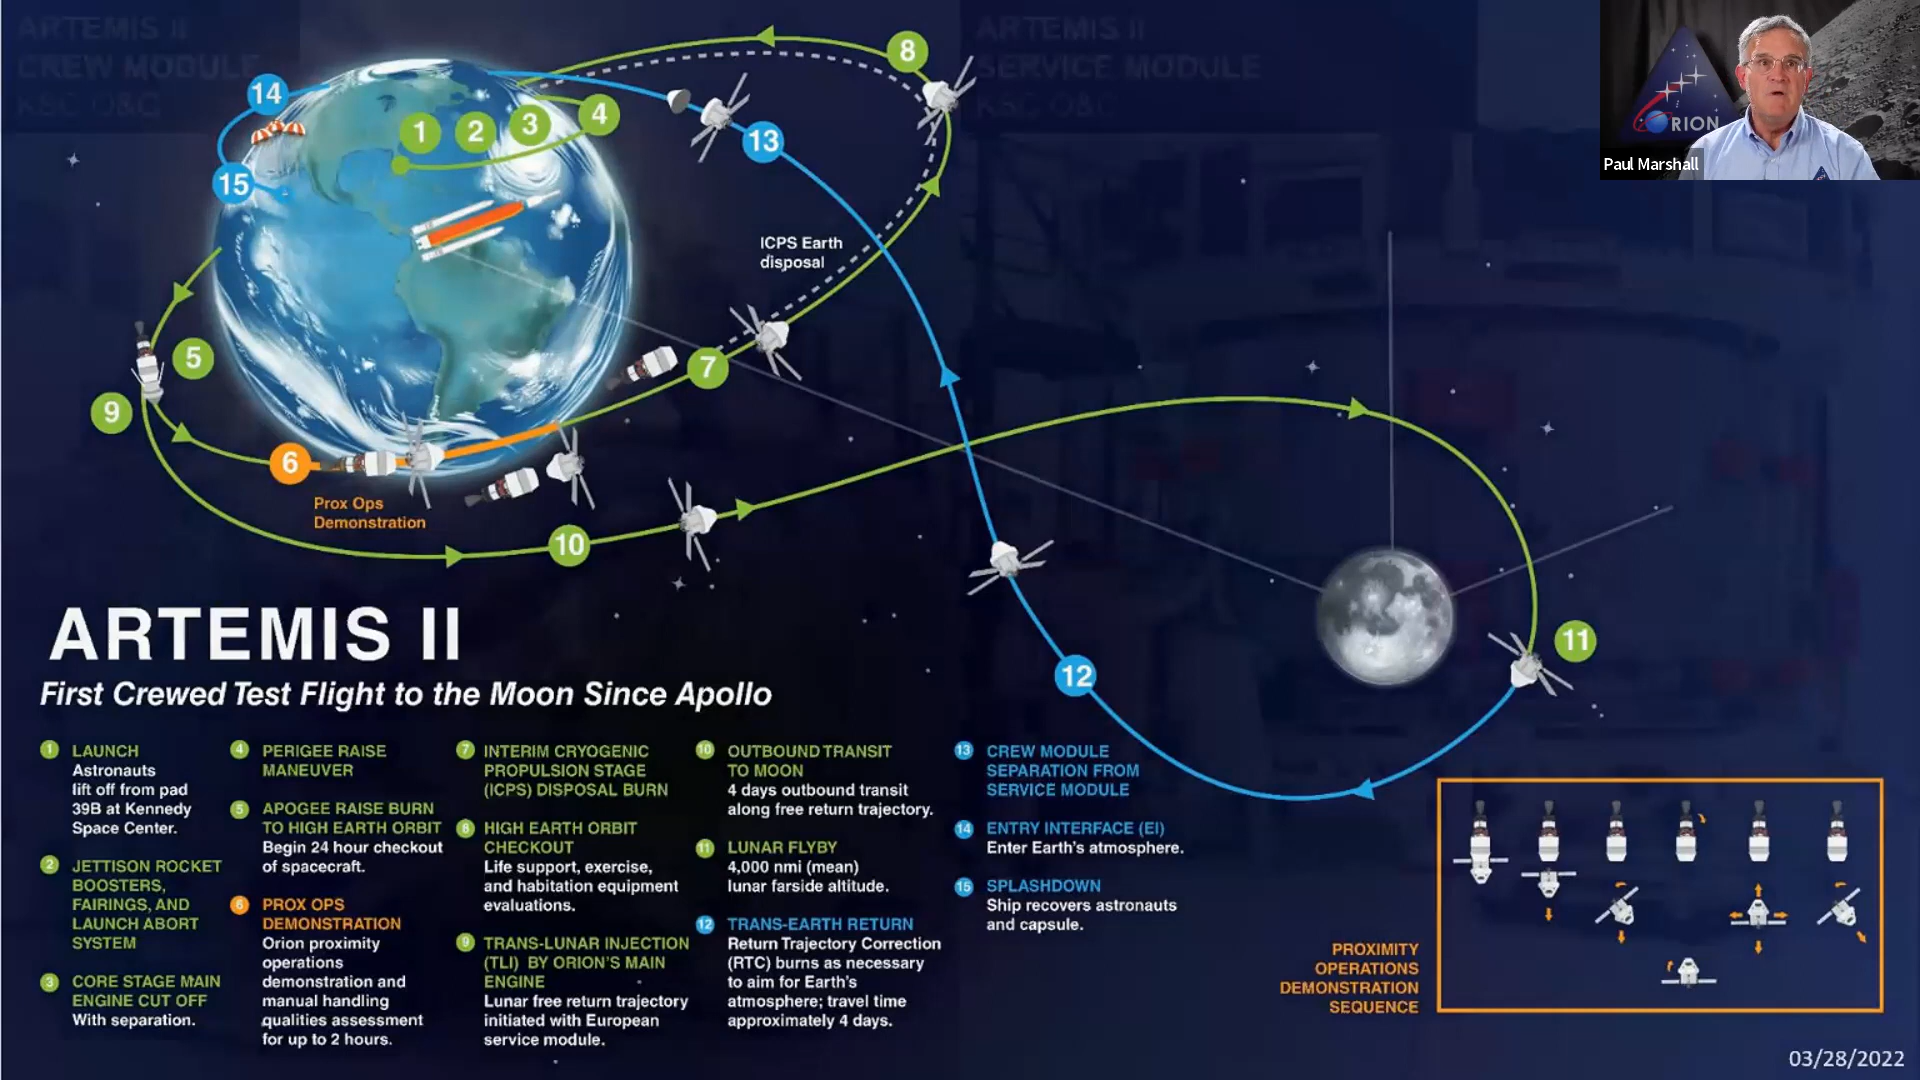 ARTEMIS II
CREW MODULE
KSC O&C
ARTEMIS II
SERVICE MODULE
KSC O&C
ORION
Paul Marshall
14
15
1
2
3
4
8
13
ICPS Earth
disposal
5
9
7
6
Prox Ops
Demonstration
10
11
12
ARTEMIS II
First Crewed Test Flight to the Moon Since Apollo
1 LAUNCH
Astronauts
lift off from pad
39B at Kennedy
Space Center.
2 JETTISON ROCKET
BOOSTERS,
FAIRINGS, AND
LAUNCH ABORT
SYSTEM
3 CORE STAGE MAIN
ENGINE CUT OFF
With separation.
4 PERIGEE RAISE
MANEUVER
5 APOGEE RAISE BURN
TO HIGH EARTH ORBIT
Begin 24 hour checkout
of spacecraft.
6 PROX OPS
DEMONSTRATION
Orion proximity
operations
demonstration and
manual handling
qualities assessment
for up to 2 hours.
7 INTERIM CRYOGENIC
PROPULSION STAGE
(ICPS) DISPOSAL BURN
8 HIGH EARTH ORBIT
CHECKOUT
Life support, exercise,
and habitation equipment
evaluations.
9 TRANS-LUNAR INJECTION
(TLI) BY ORION'S MAIN
ENGINE
Lunar free return trajectory
initiated with European
service module.
10 OUTBOUND TRANSIT
TO MOON
4 days outbound transit
along free return trajectory.
11 LUNAR FLYBY
4,000 nmi (mean)
lunar farside altitude.
12 TRANS-EARTH RETURN
Return Trajectory Correction
(RTC) burns as necessary
to aim for Earth's
atmosphere; travel time
approximately 4 days.
13 CREW MODULE
SEPARATION FROM
SERVICE MODULE
14 ENTRY INTERFACE (EI)
Enter Earth's atmosphere.
15 SPLASHDOWN
Ship recovers astronauts
and capsule.
PROXIMITY
OPERATIONS
DEMONSTRATION
SEQUENCE
03/28/2022